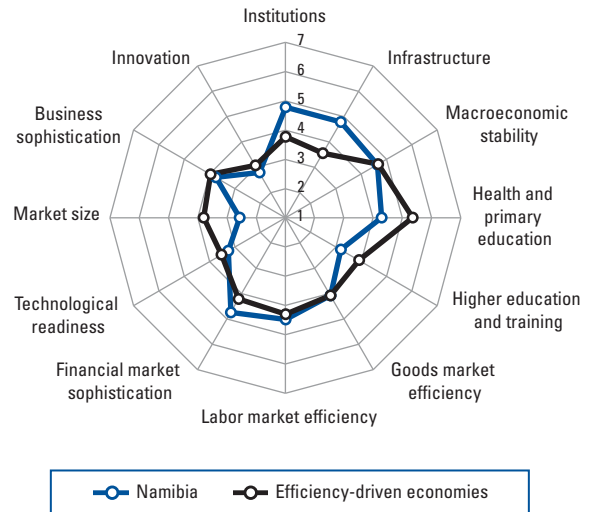 Institutions
7
6
5
4
3
2
1
Infrastructure
Macroeconomic
stability
Health and
primary
education
Higher education
and training
Goods market
efficiency
Labor market efficiency
Financial market
sophistication
Technological
readiness
Market size
Business
sophistication
Innovation
Namibia
Efficiency-driven economies